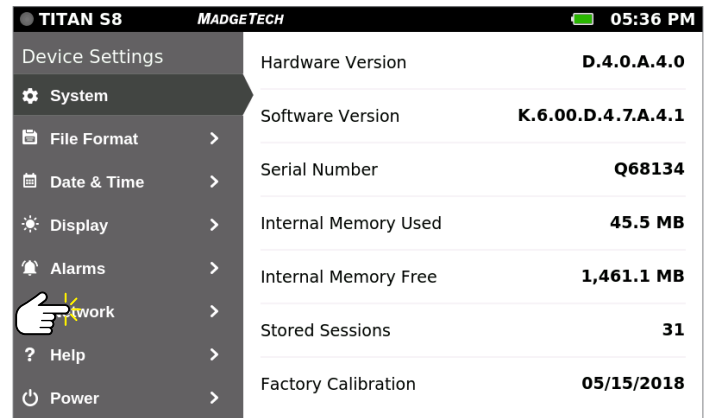 TITAN S8 MADGETECH 05:36 PM
Device Settings
System
File Format
Date & Time
Display
Alarms
twork
? Help
Power
Hardware Version D.4.0.A.4.0
Software Version K.6.00.D.4.7.A.4.1
Serial Number Q68134
Internal Memory Used 45.5 MB
Internal Memory Free 1,461.1 MB
Stored Sessions 31
Factory Calibration 05/15/2018